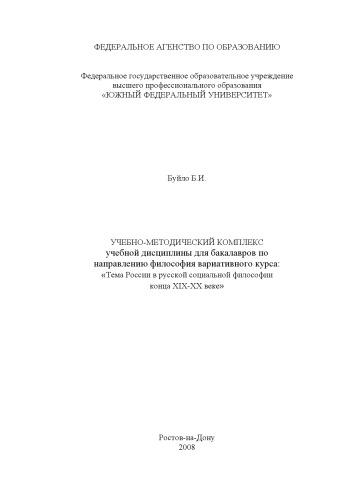 ФЕДЕРАЛЬНОЕ АГЕНСТВО ПО ОБРАЗОВАНИЮ
Федеральное государственное образовательное учреждение
высшего профессионального образования
«ЮЖНЫЙ ФЕДЕРАЛЬНЫЙ УНИВЕРСИТЕТ»
Буйло Б.И.
УЧЕБНО-МЕТОДИЧЕСКИЙ КОМПЛЕКС
учебной дисциплины для бакалавров по
направлению философия вариативного курса:
«Тема России в русской социальной философии
конца XIX-XX веке»
Ростов-на-Дону
2008